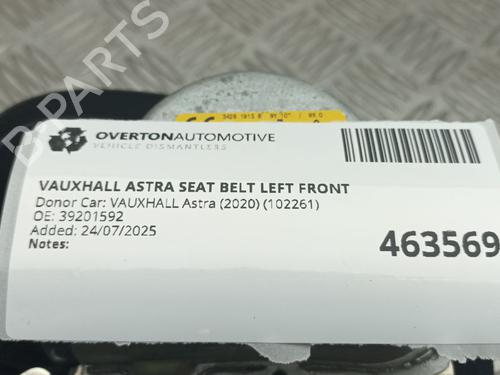 OVERTONAUTOMOTIVE
VEHICLE DISMANTLERS
VAUXHALL ASTRA SEAT BELT LEFT FRONT
Donor Car: VAUXHALL Astra (2020) (102261)
OE: 39201592
Added: 24/07/2025
Notes:
463569